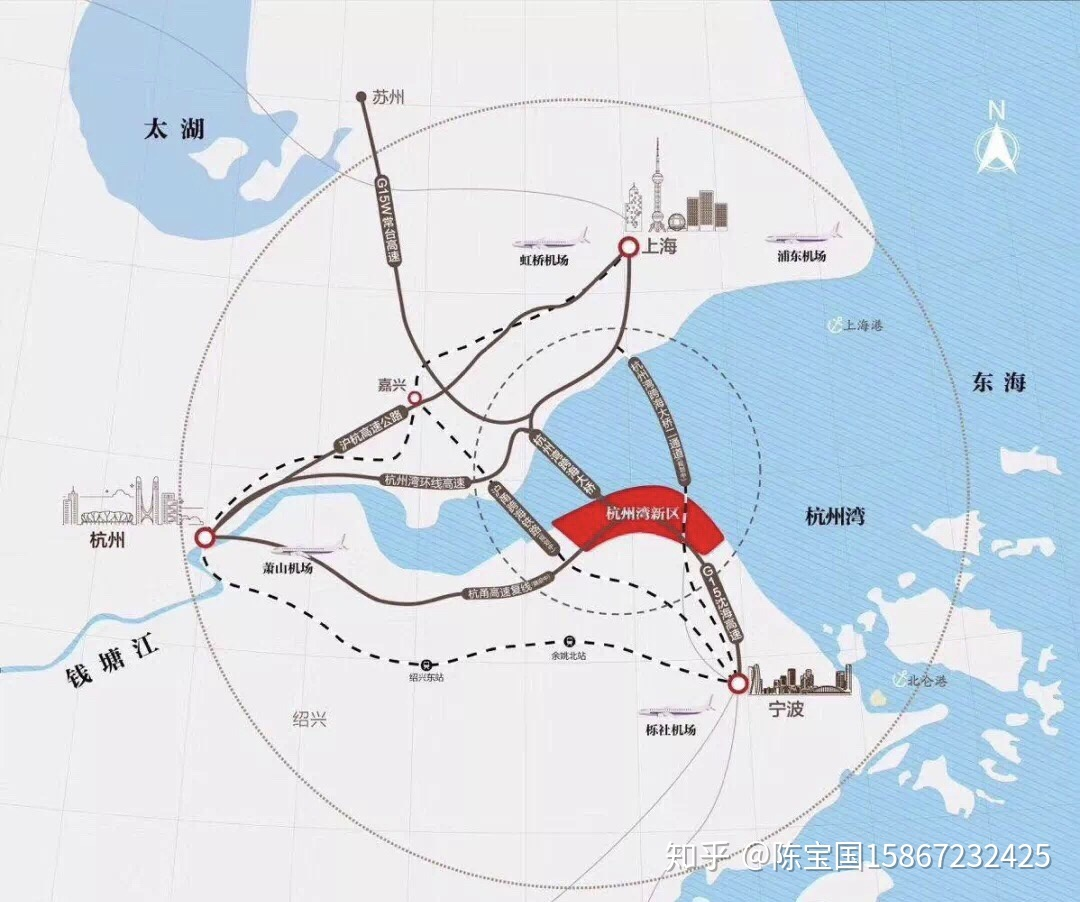 苏州
太湖
N
G15W常台高速
上海
虹桥机场
浦东机场
上海港
东海
嘉兴
沪杭高速公路
杭州湾跨海大桥二通道
杭州湾环线高速
杭州湾跨海大桥
杭州湾新区
杭州湾
杭州
萧山机场
杭甬高速复线
G15沈海高速
钱塘江
余姚北站
绍兴东站
绍兴
宁波
北仑港
栎社机场
知乎 @陈宝国15867232425